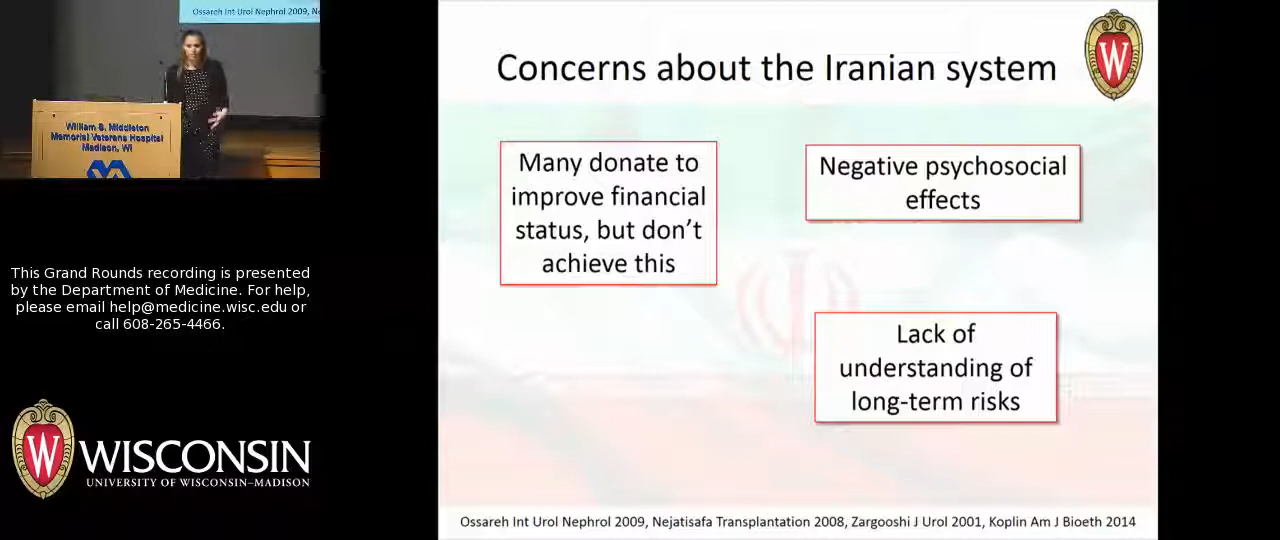 Ossareh Int Urol Nephrol 2009, Ne
William S. Middleton
Memorial Veterans Hospital
Madison, WI
This Grand Rounds recording is presented
by the Department of Medicine. For help,
please email help@medicine.wisc.edu or
call 608-265-4466.
W
WISCONSIN
UNIVERSITY OF WISCONSIN–MADISON
Concerns about the Iranian system
W
Many donate to
improve financial
status, but don’t
achieve this
Negative psychosocial
effects
Lack of
understanding of
long-term risks
Ossareh Int Urol Nephrol 2009, Nejatisafa Transplantation 2008, Zargooshi J Urol 2001, Koplin Am J Bioeth 2014